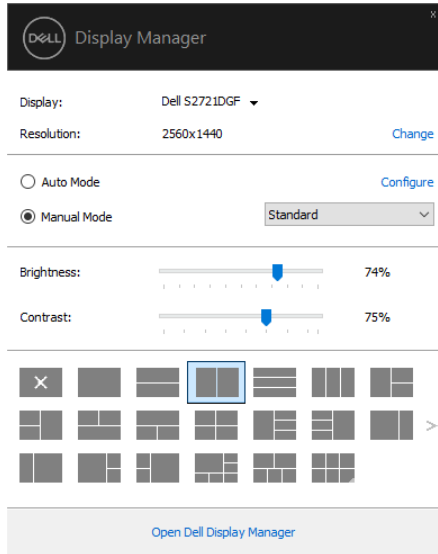 x
DELL Display Manager
Display: Dell S2721DGF
Resolution: 2560x1440 Change
Auto Mode Configure
Manual Mode Standard
Brightness: 74%
Contrast: 75%
Open Dell Display Manager